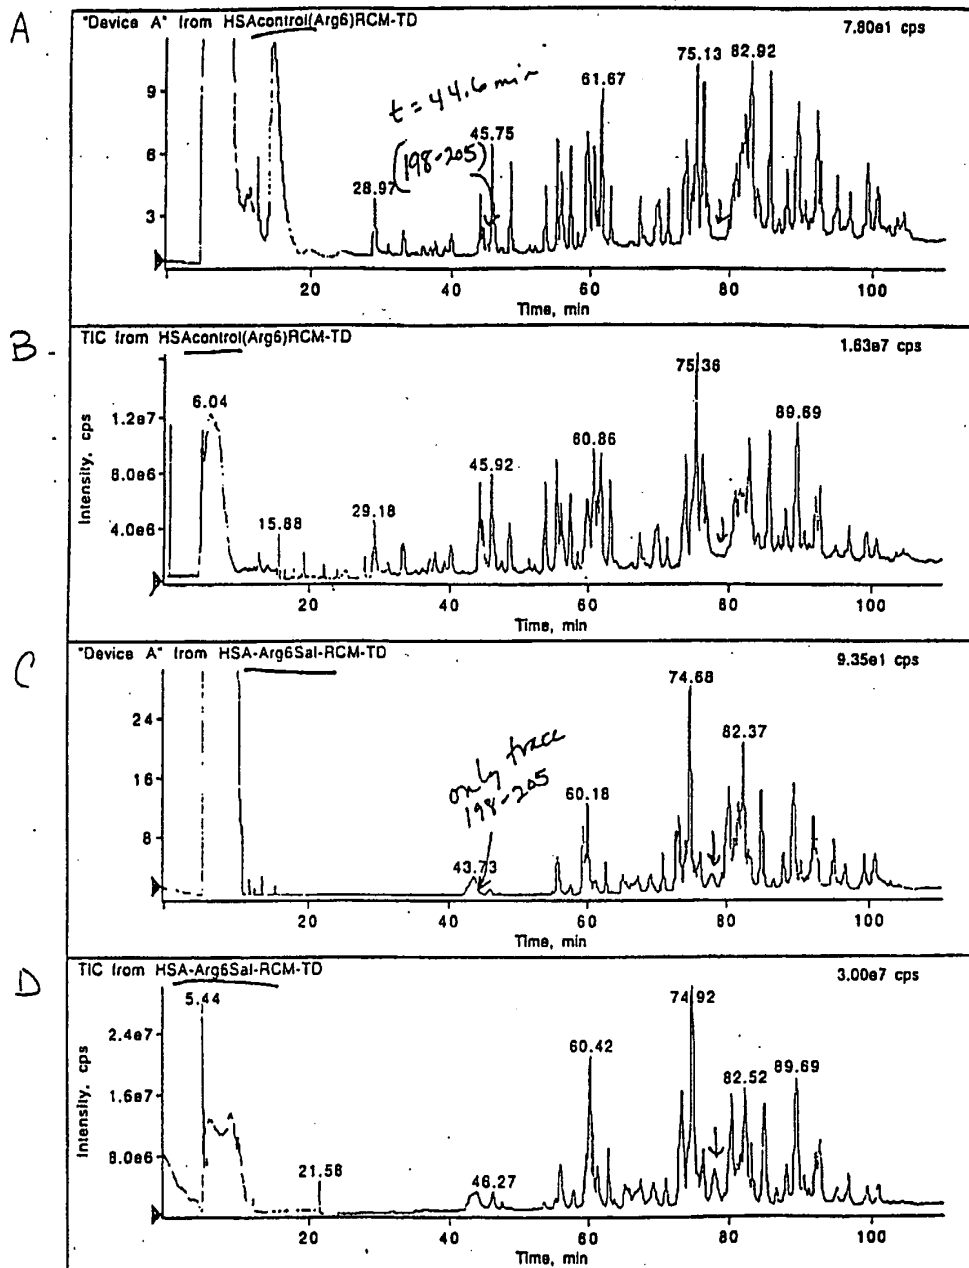 A
"Device A" from HSAcontrol(Arg6)RCM-TD
7.80e1 cps
75.13 82.92
61.67
t = 44.6 min
45.75
(198-205)
28.97
9
6
3
20 40 60 80 100
Time, min
B
TIC from HSAcontrol(Arg6)RCM-TD
1.63e7 cps
75.36
6.04
89.69
60.86
45.92
29.18
15.88
Intensity, cps
1.2e7
8.0e6
4.0e6
20 40 60 80 100
Time, min
C
"Device A" from HSA-Arg6Sal-RCM-TD
9.35e1 cps
74.68
82.37
only trace
198-205
60.18
43.73
24
16
8
20 40 60 80 100
Time, min
D
TIC from HSA-Arg6Sal-RCM-TD
3.00e7 cps
5.44
74.92
60.42
82.52 89.69
21.58
46.27
Intensity, cps
2.4e7
1.6e7
8.0e6
20 40 60 80 100
Time, min